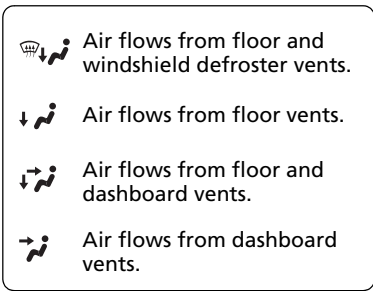 Air flows from floor and
windshield defroster vents.
Air flows from floor vents.
Air flows from floor and
dashboard vents.
Air flows from dashboard
vents.